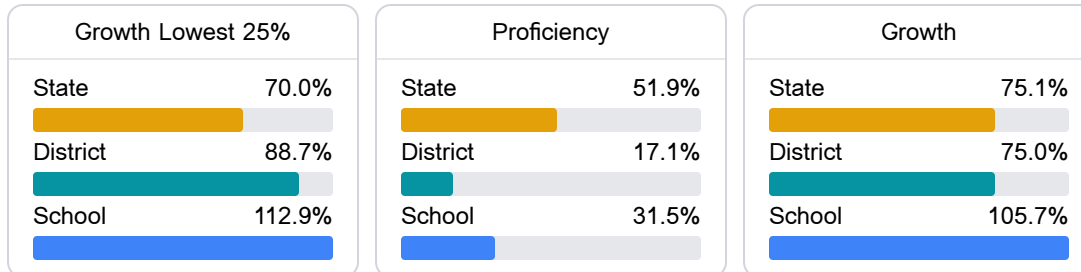 Growth Lowest 25%
State 70.0%
District 88.7%
School 112.9%
Proficiency
State 51.9%
District 17.1%
School 31.5%
Growth
State 75.1%
District 75.0%
School 105.7%